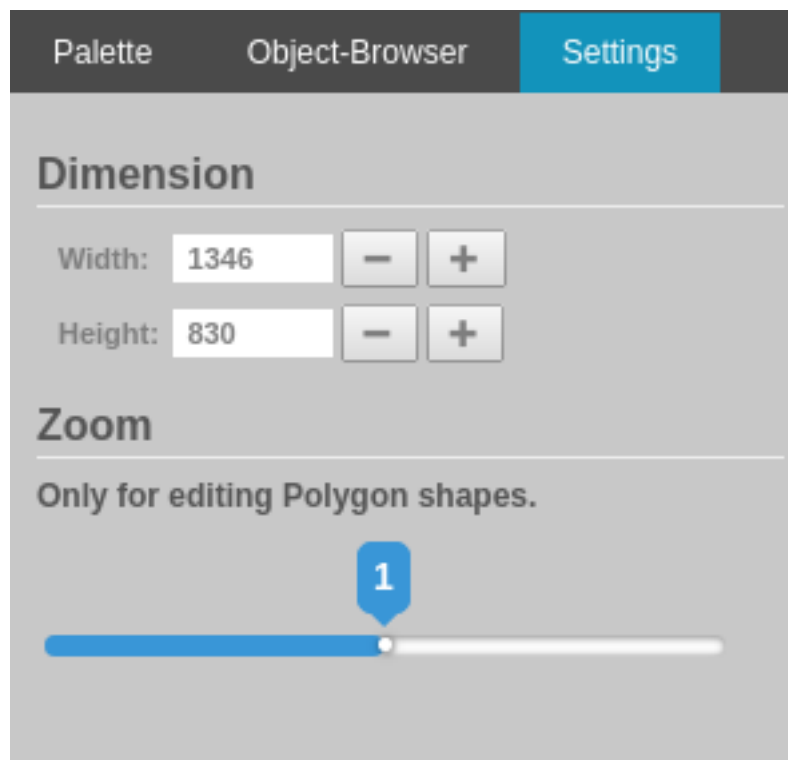 Palette Object-Browser Settings
Dimension
Width: 1346 − +
Height: 830 − +
Zoom
Only for editing Polygon shapes.
1